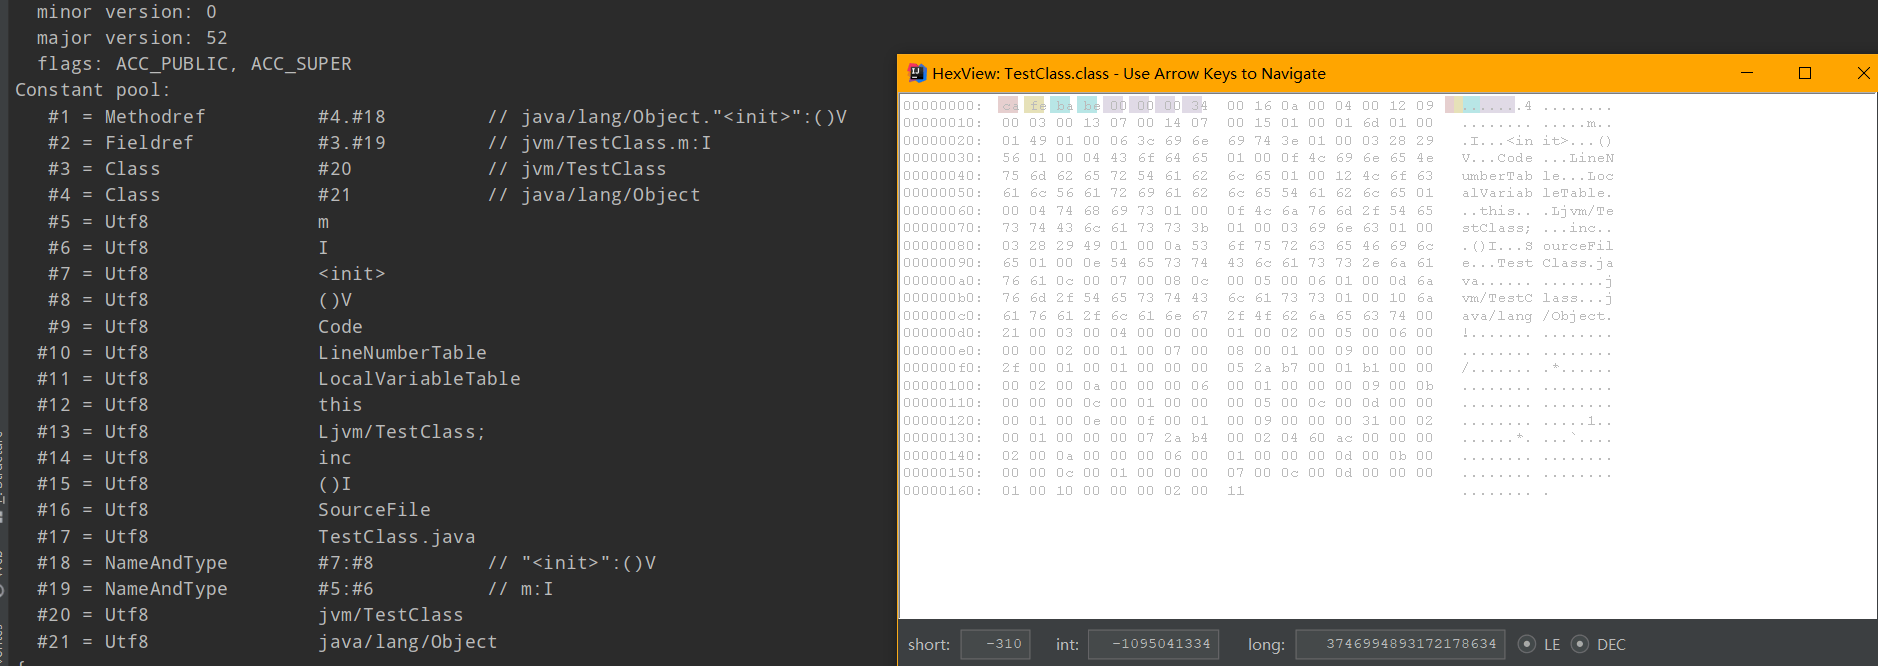 minor version: 0
major version: 52
flags: ACC_PUBLIC, ACC_SUPER
Constant pool:
#1 = Methodref #4.#18 // java/lang/Object."<init>":()V
#2 = Fieldref #3.#19 // jvm/TestClass.m:I
#3 = Class #20 // jvm/TestClass
#4 = Class #21 // java/lang/Object
#5 = Utf8 m
#6 = Utf8 I
#7 = Utf8 <init>
#8 = Utf8 ()V
#9 = Utf8 Code
#10 = Utf8 LineNumberTable
#11 = Utf8 LocalVariableTable
#12 = Utf8 this
#13 = Utf8 Ljvm/TestClass;
#14 = Utf8 inc
#15 = Utf8 ()I
#16 = Utf8 SourceFile
#17 = Utf8 TestClass.java
#18 = NameAndType #7:#8 // "<init>":()V
#19 = NameAndType #5:#6 // m:I
#20 = Utf8 jvm/TestClass
#21 = Utf8 java/lang/Object
HexView: TestClass.class - Use Arrow Keys to Navigate
00000000: ca fe ba be 00 00 00 34 00 16 0a 00 04 00 12 09 .......4 ........
00000010: 00 03 00 13 07 00 14 07 00 15 01 00 01 6d 01 00 ........ .....m..
00000020: 01 49 01 00 06 3c 69 6e 69 74 3e 01 00 03 28 29 .I...<in it>...()
00000030: 56 01 00 04 43 6f 64 65 01 00 0f 4c 69 6e 65 4e V...Code ...LineN
00000040: 75 6d 62 65 72 54 61 62 6c 65 01 00 12 4c 6f 63 umberTab le...Loc
00000050: 61 6c 56 61 72 69 61 62 6c 65 54 61 62 6c 65 01 alVariab leTable.
00000060: 00 04 74 68 69 73 01 00 0f 4c 6a 76 6d 2f 54 65 ..this.. .Ljvm/Te
00000070: 73 74 43 6c 61 73 73 3b 01 00 03 69 6e 63 01 00 stClass; ...inc..
00000080: 03 28 29 49 01 00 0a 53 6f 75 72 63 65 46 69 6c .()I...S ourceFil
00000090: 65 01 00 0e 54 65 73 74 43 6c 61 73 73 2e 6a 61 e...Test Class.ja
000000a0: 76 61 0c 00 07 00 08 0c 00 05 00 06 01 00 0d 6a va...... .......j
000000b0: 76 6d 2f 54 65 73 74 43 6c 61 73 73 01 00 10 6a vm/TestC lass...j
000000c0: 61 76 61 2f 6c 61 6e 67 2f 4f 62 6a 65 63 74 00 ava/lang /Object.
000000d0: 21 00 03 00 04 00 00 00 01 00 02 00 05 00 06 00 !....... ........
000000e0: 00 00 02 00 01 00 07 00 08 00 01 00 09 00 00 00 ........ ........
000000f0: 2f 00 01 00 01 00 00 00 05 2a b7 00 01 b1 00 00 /....... .*......
00000100: 00 02 00 0a 00 00 00 06 00 01 00 00 00 09 00 0b ........ ........
00000110: 00 00 00 0c 00 01 00 00 00 05 00 0c 00 0d 00 00 ........ ........
00000120: 00 01 00 0e 00 0f 00 01 00 09 00 00 00 31 00 02 ........ .....1..
00000130: 00 01 00 00 00 07 2a b4 00 02 04 60 ac 00 00 00 ......*. ...`....
00000140: 02 00 0a 00 00 00 06 00 01 00 00 00 0d 00 0b 00 ........ ........
00000150: 00 00 0c 00 01 00 00 00 07 00 0c 00 0d 00 00 00 ........ ........
00000160: 01 00 10 00 00 00 02 00 11 ........ .
short: -310 int: -1095041334 long: 3746994893172178634 LE DEC